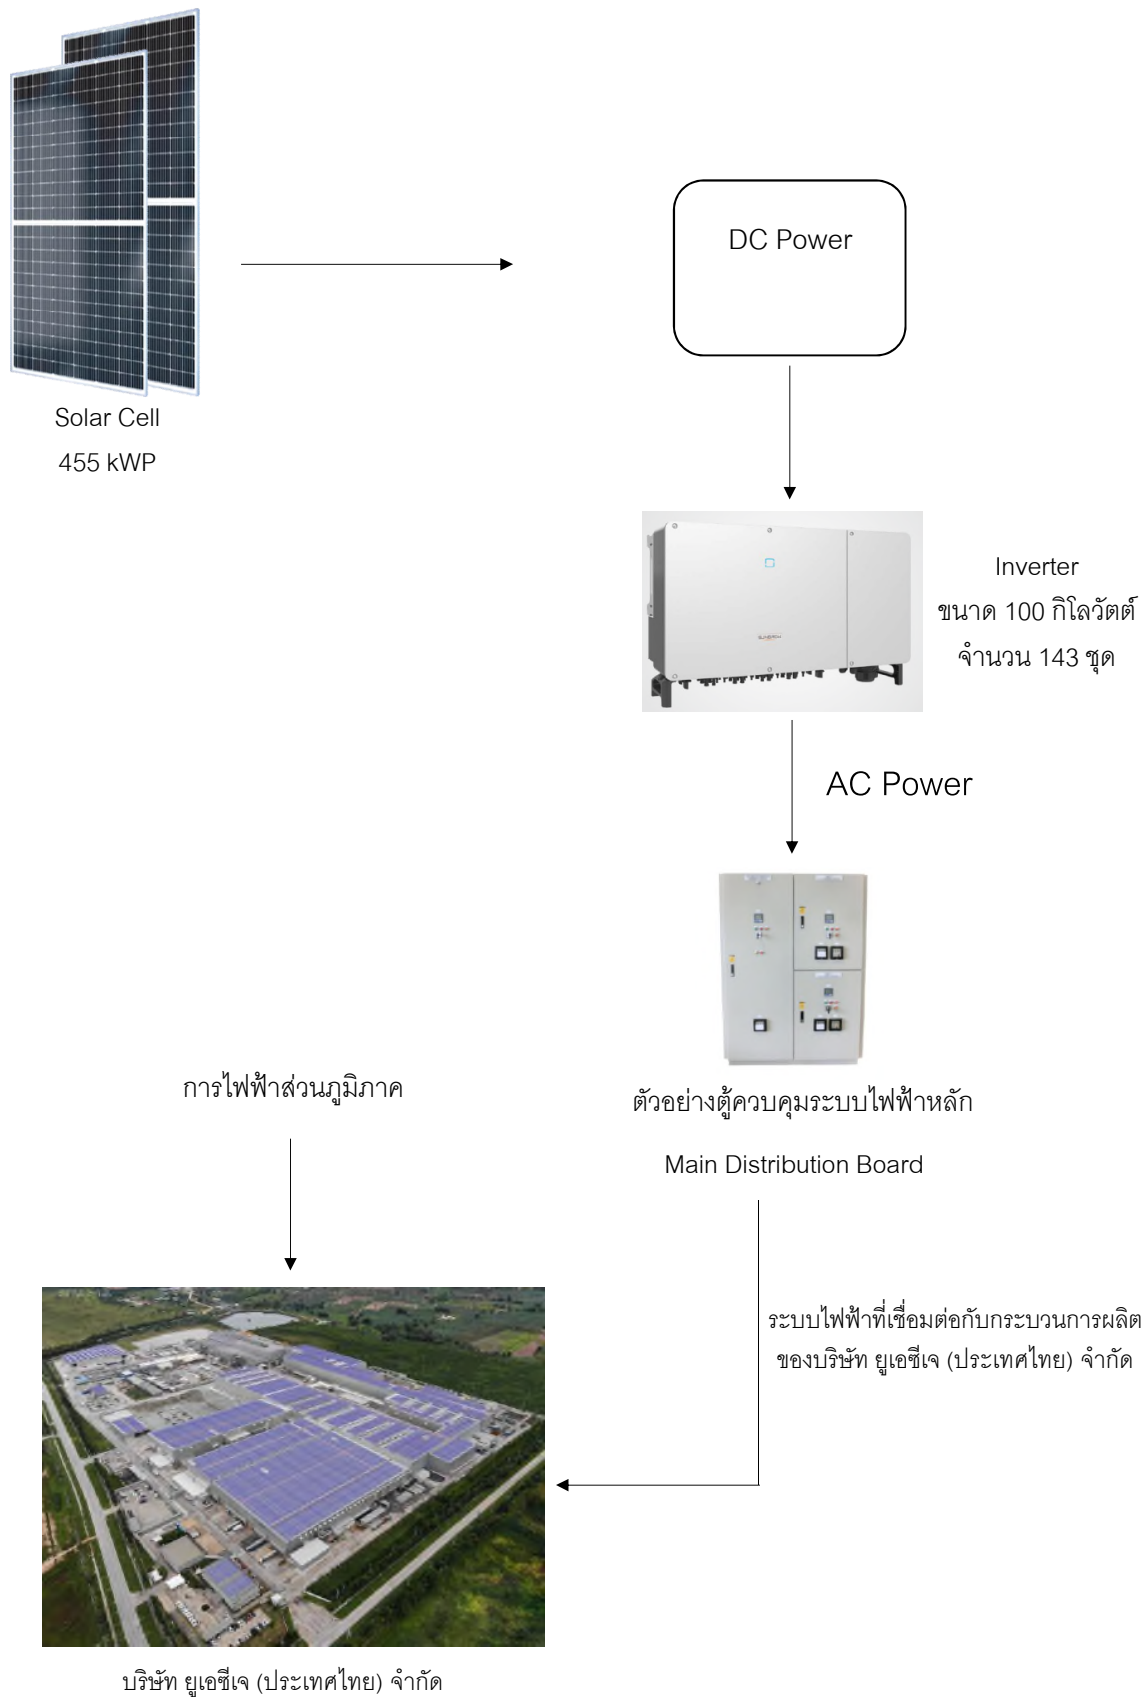 Solar Cell
455 kWP
DC Power
Inverter
ขนาด 100 กิโลวัตต์
จำนวน 143 ชุด
AC Power
ตัวอย่างตู้ควบคุมระบบไฟฟ้าหลัก
Main Distribution Board
การไฟฟ้าส่วนภูมิภาค
ระบบไฟฟ้าที่เชื่อมต่อกับกระบวนการผลิต
ของบริษัท ยูเอซีเจ (ประเทศไทย) จำกัด
บริษัท ยูเอซีเจ (ประเทศไทย) จำกัด